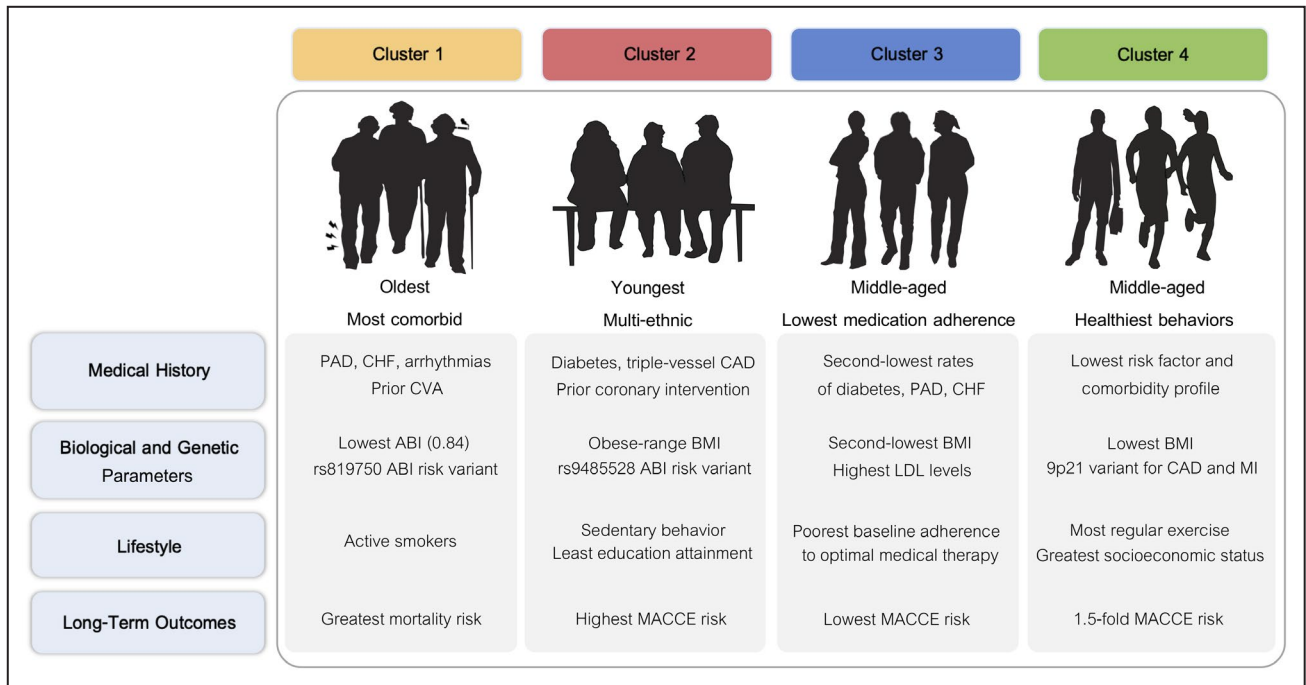 Cluster 1
Cluster 2
Cluster 3
Cluster 4
Oldest
Youngest
Middle-aged
Middle-aged
Most comorbid
Multi-ethnic
Lowest medication adherence
Healthiest behaviors
Medical History
PAD, CHF, arrhythmias
Prior CVA
Diabetes, triple-vessel CAD
Prior coronary intervention
Second-lowest rates
of diabetes, PAD, CHF
Lowest risk factor and
comorbidity profile
Biological and Genetic
Parameters
Lowest ABI (0.84)
rs819750 ABI risk variant
Obese-range BMI
rs9485528 ABI risk variant
Second-lowest BMI
Highest LDL levels
Lowest BMI
9p21 variant for CAD and MI
Lifestyle
Active smokers
Sedentary behavior
Least education attainment
Poorest baseline adherence
to optimal medical therapy
Most regular exercise
Greatest socioeconomic status
Long-Term Outcomes
Greatest mortality risk
Highest MACCE risk
Lowest MACCE risk
1.5-fold MACCE risk